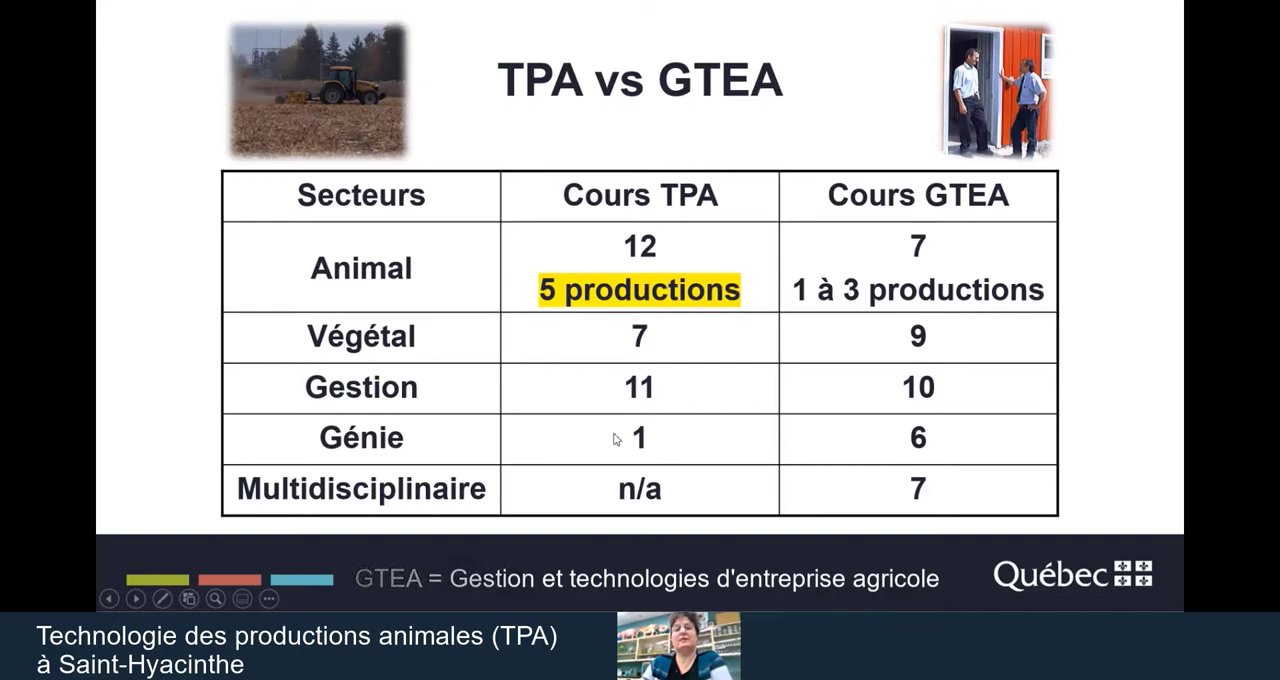 TPA vs GTEA
Secteurs
Cours TPA
Cours GTEA
Animal
12
5 productions
7
1 à 3 productions
Végétal
7
9
Gestion
11
10
Génie
1
6
Multidisciplinaire
n/a
7
GTEA = Gestion et technologies d'entreprise agricole
Québec
Technologie des productions animales (TPA)
à Saint-Hyacinthe